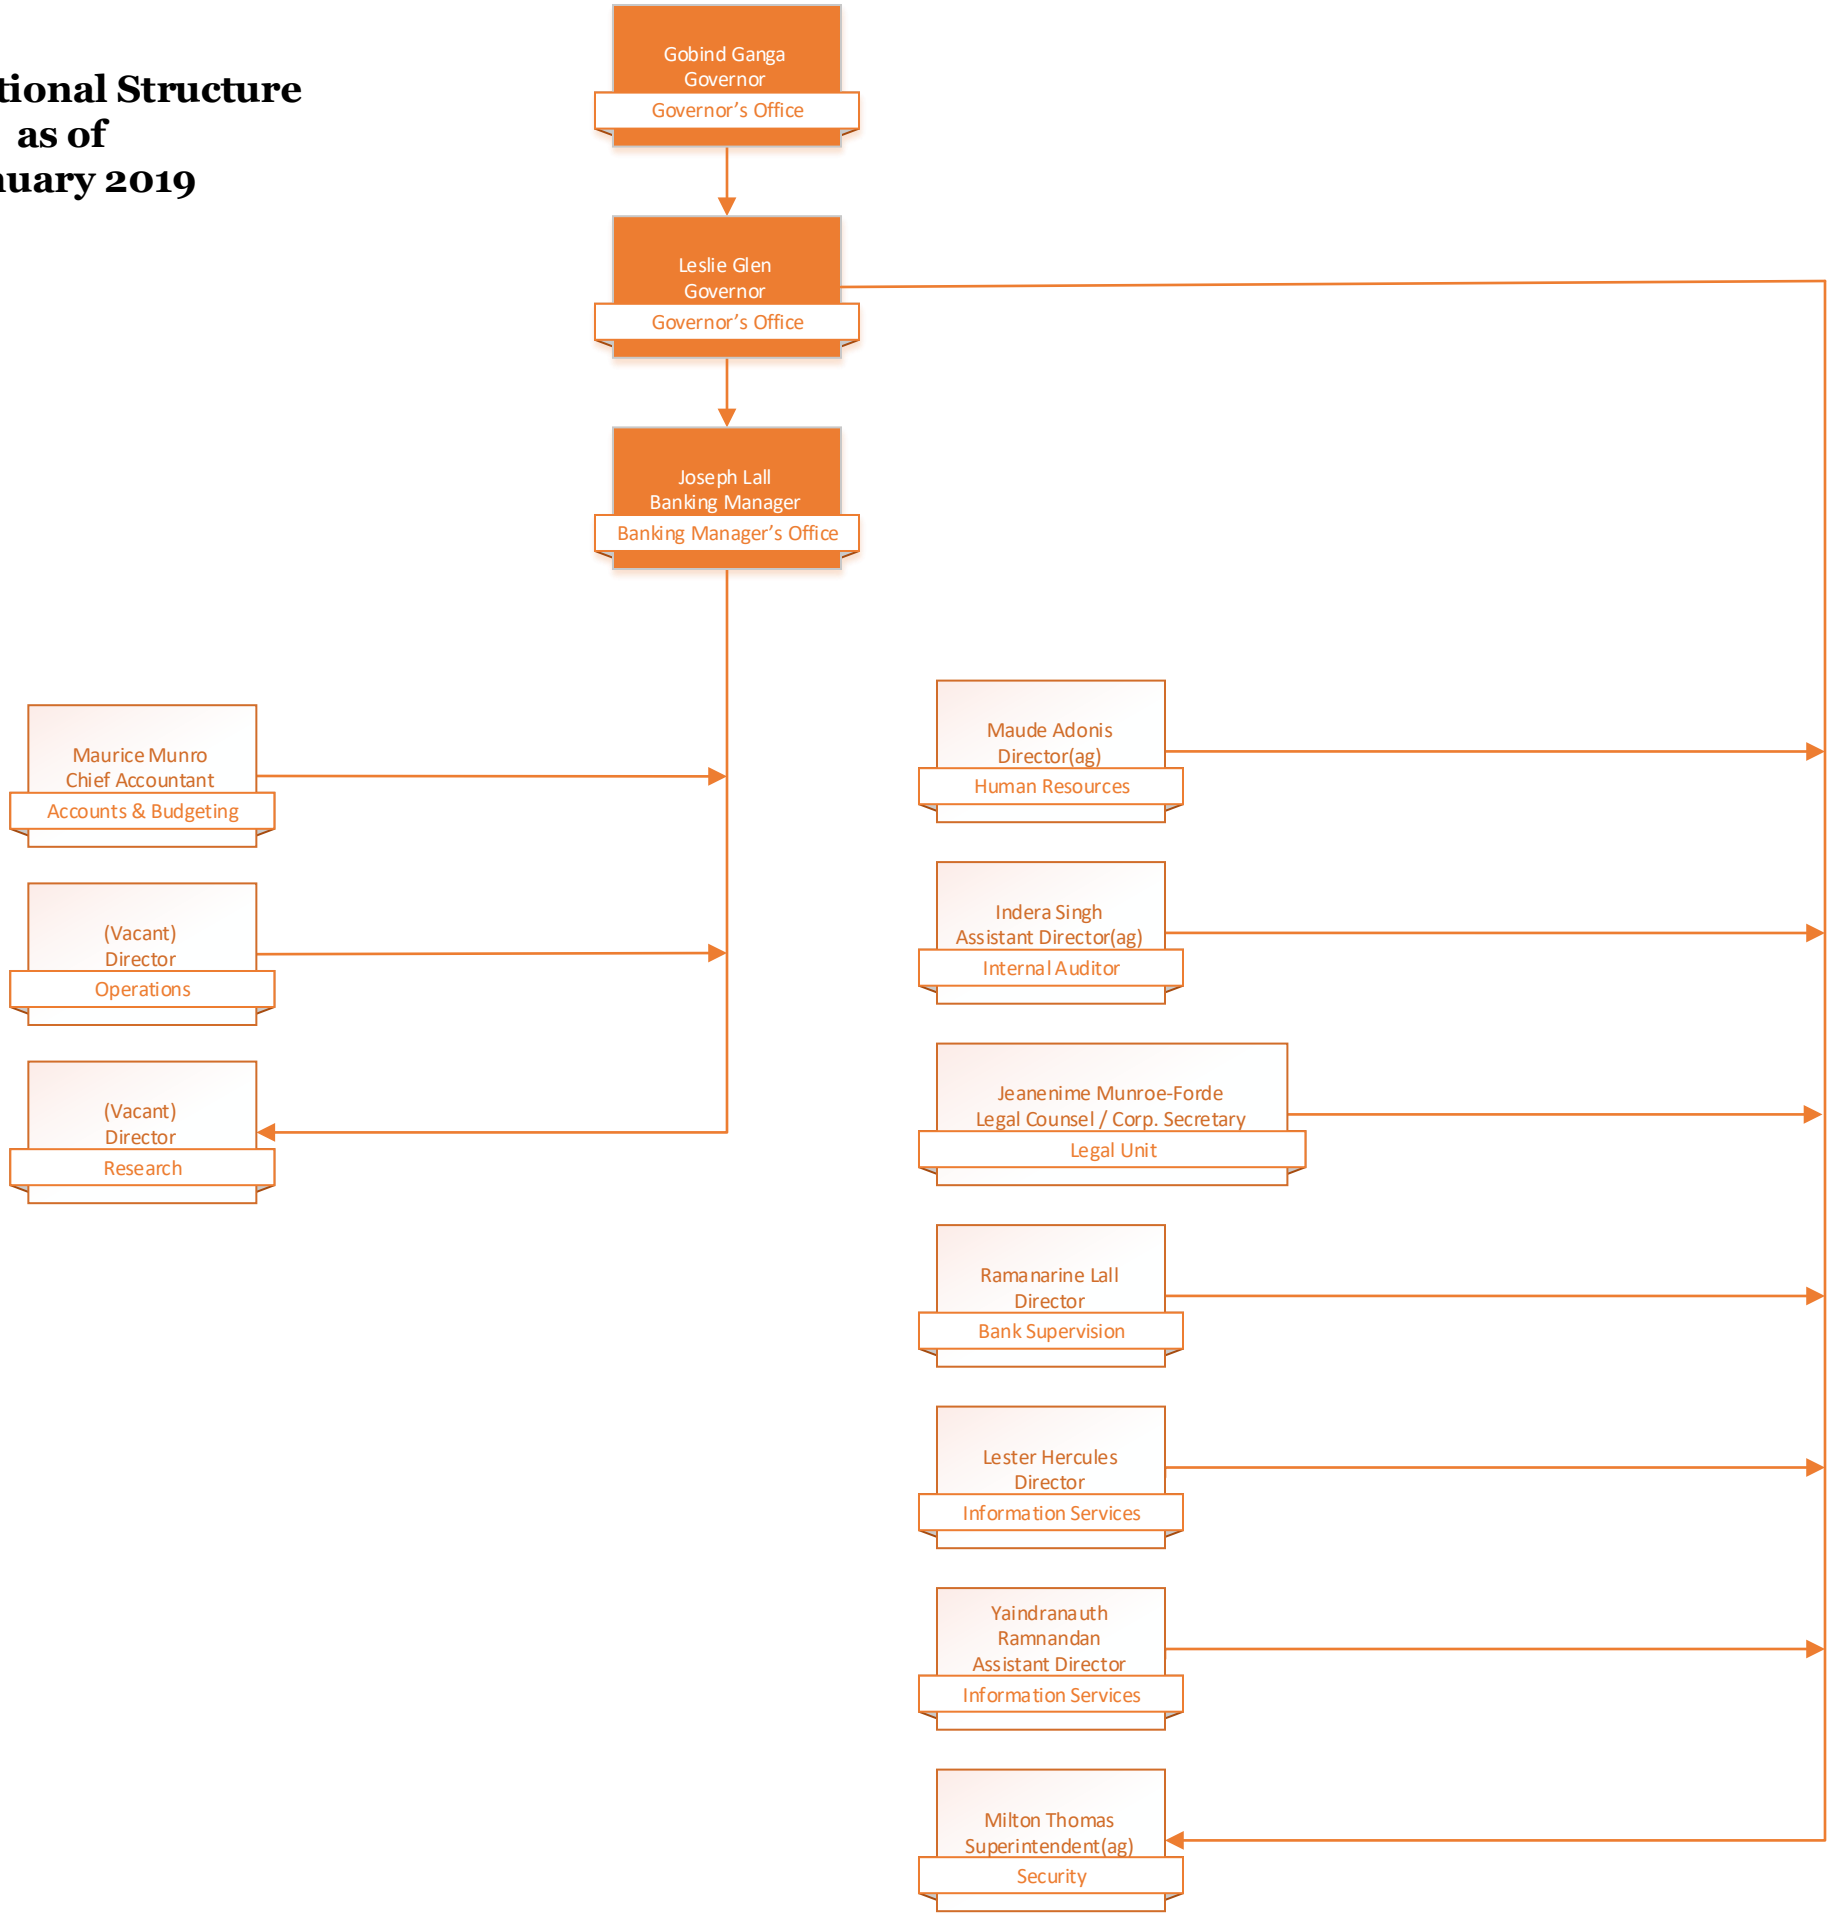 tional Structure
as of
nuary 2019
Gobind Ganga
Governor
Governor's Office
Leslie Glen
Governor
Governor's Office
Joseph Lall
Banking Manager
Banking Manager's Office
Maurice Munro
Chief Accountant
Accounts & Budgeting
(Vacant)
Director
Operations
(Vacant)
Director
Research
Maude Adonis
Director(ag)
Human Resources
Indera Singh
Assistant Director(ag)
Internal Auditor
Jeanenime Munroe-Forde
Legal Counsel / Corp. Secretary
Legal Unit
Ramanarine Lall
Director
Bank Supervision
Lester Hercules
Director
Information Services
Yaindranauth
Ramnandan
Assistant Director
Information Services
Milton Thomas
Superintendent(ag)
Security